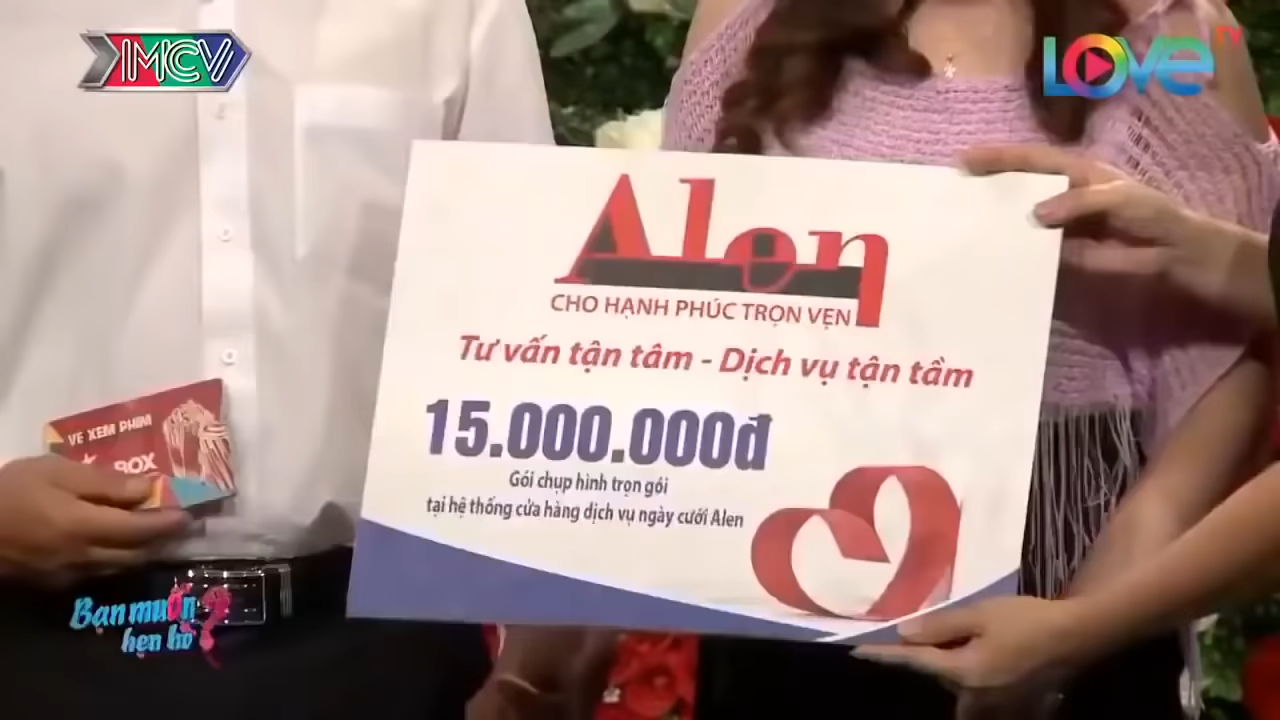 MCV
LOVE TV
Alen
CHO HẠNH PHÚC TRỌN VẸN
Tư vấn tận tâm - Dịch vụ tận tầm
15.000.000đ
Gói chụp hình trọn gói
tại hệ thống cửa hàng dịch vụ ngày cưới Alen
VÉ XEM PHIM
BOX
Bạn muốn
hẹn hò?